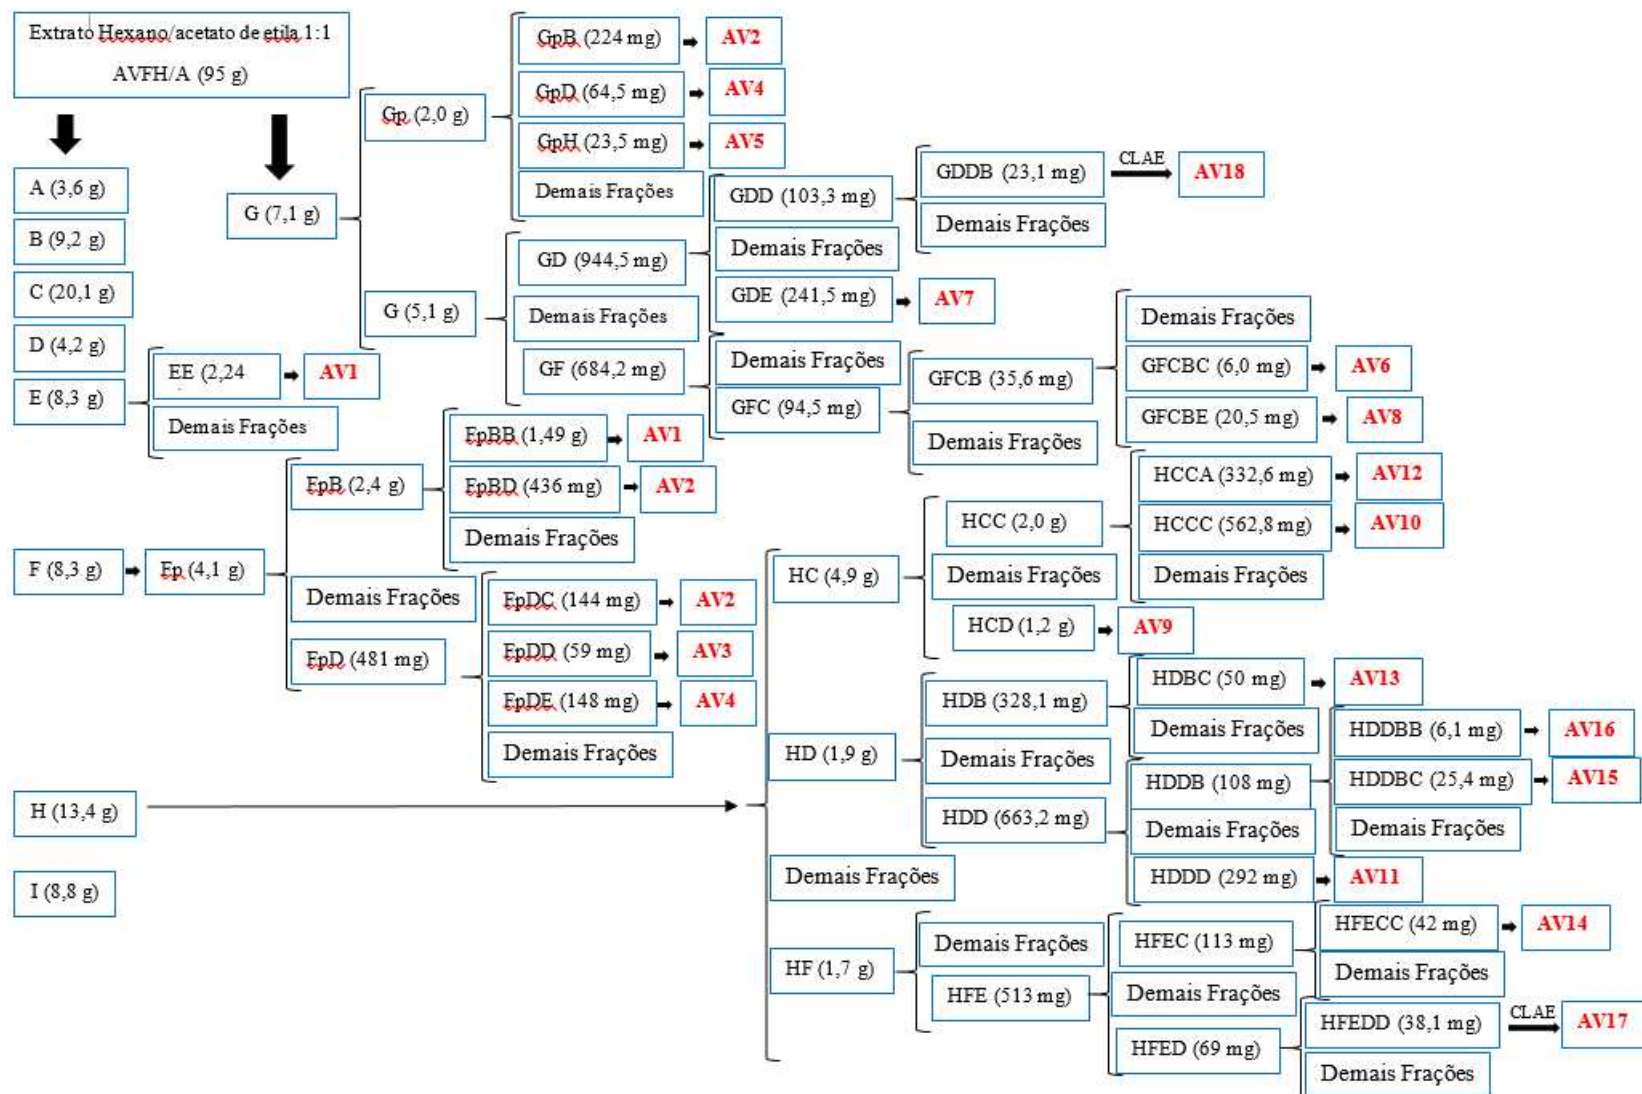 Extrato Hexano/acetato de etila 1:1
AVFH/A (95 g)
A (3,6 g)
B (9,2 g)
C (20,1 g)
D (4,2 g)
E (8,3 g)
EE (2,24
AV1
Demais Frações
F (8,3 g)
Fp (4,1 g)
FpB (2,4 g)
FpBB (1,49 g)
AV1
FpBD (436 mg)
AV2
Demais Frações
Demais Frações
FpD (481 mg)
FpDC (144 mg)
AV2
FpDD (59 mg)
AV3
FpDE (148 mg)
AV4
Demais Frações
G (7,1 g)
Gp (2,0 g)
GpB (224 mg)
AV2
GpD (64,5 mg)
AV4
GpH (23,5 mg)
AV5
Demais Frações
G (5,1 g)
GD (944,5 mg)
GDD (103,3 mg)
GDDB (23,1 mg)
CLAE
AV18
Demais Frações
Demais Frações
GDE (241,5 mg)
AV7
Demais Frações
GF (684,2 mg)
Demais Frações
GFC (94,5 mg)
GFCB (35,6 mg)
Demais Frações
GFCBC (6,0 mg)
AV6
GFCBE (20,5 mg)
AV8
Demais Frações
H (13,4 g)
HC (4,9 g)
HCC (2,0 g)
HCCA (332,6 mg)
AV12
HCCC (562,8 mg)
AV10
Demais Frações
Demais Frações
HCD (1,2 g)
AV9
HD (1,9 g)
HDB (328,1 mg)
HDBC (50 mg)
AV13
Demais Frações
Demais Frações
HDD (663,2 mg)
HDDB (108 mg)
HDDBB (6,1 mg)
AV16
HDDBC (25,4 mg)
AV15
Demais Frações
Demais Frações
HDDD (292 mg)
AV11
Demais Frações
HF (1,7 g)
Demais Frações
HFE (513 mg)
HFEC (113 mg)
HFECC (42 mg)
AV14
Demais Frações
Demais Frações
HFED (69 mg)
HFEDD (38,1 mg)
CLAE
AV17
Demais Frações
I (8,8 g)